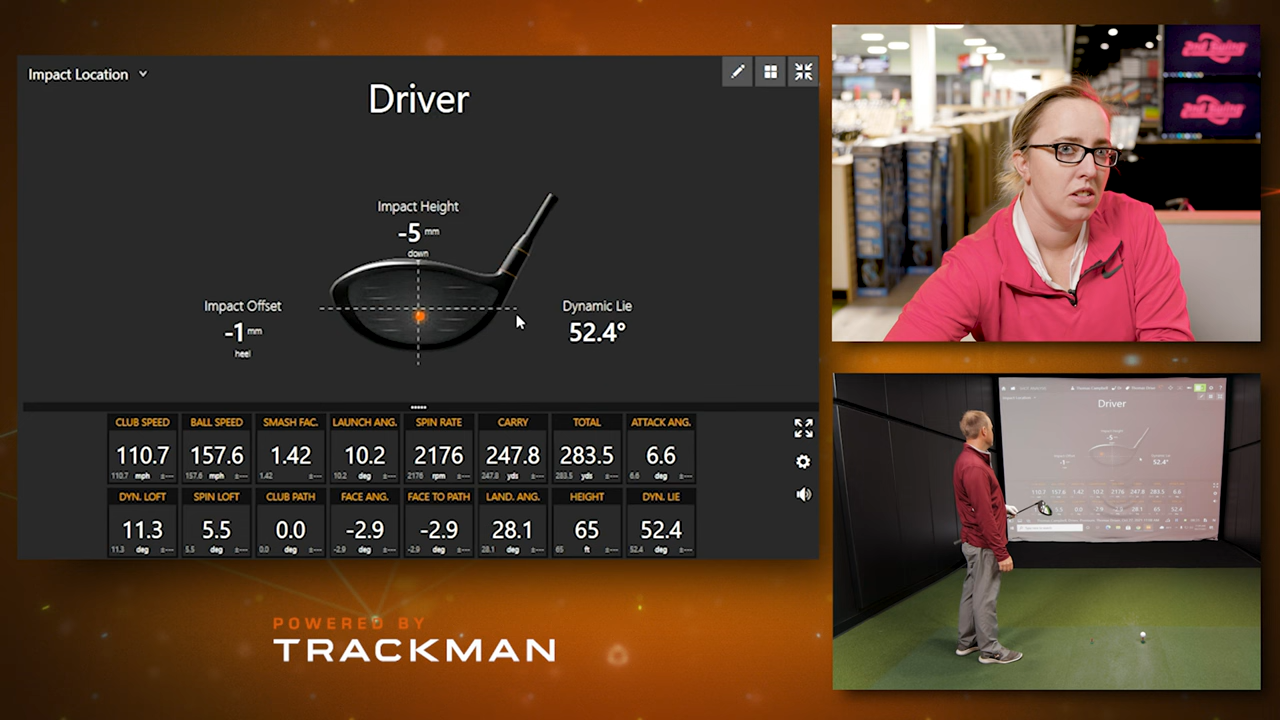 Impact Location
Driver
Impact Height
-5 mm
down
Impact Offset
-1 mm
heel
Dynamic Lie
52.4°
CLUB SPEED BALL SPEED SMASH FAC. LAUNCH ANG. SPIN RATE CARRY TOTAL ATTACK ANG.
110.7 157.6 1.42 10.2 2176 247.8 283.5 6.6
110.7 mph 157.6 mph 1.42 10.2 deg 2176 rpm 247.8 yds 283.5 yds 6.6 deg
DYN. LOFT SPIN LOFT CLUB PATH FACE ANG. FACE TO PATH LAND. ANG. HEIGHT DYN. LIE
11.3 5.5 0.0 -2.9 -2.9 28.1 65 52.4
11.3 deg 5.5 deg 0.0 deg -2.9 deg -2.9 deg 28.1 deg 65 ft 52.4 deg
POWERED BY
TRACKMAN
2nd Swing
2nd Swing
Driver